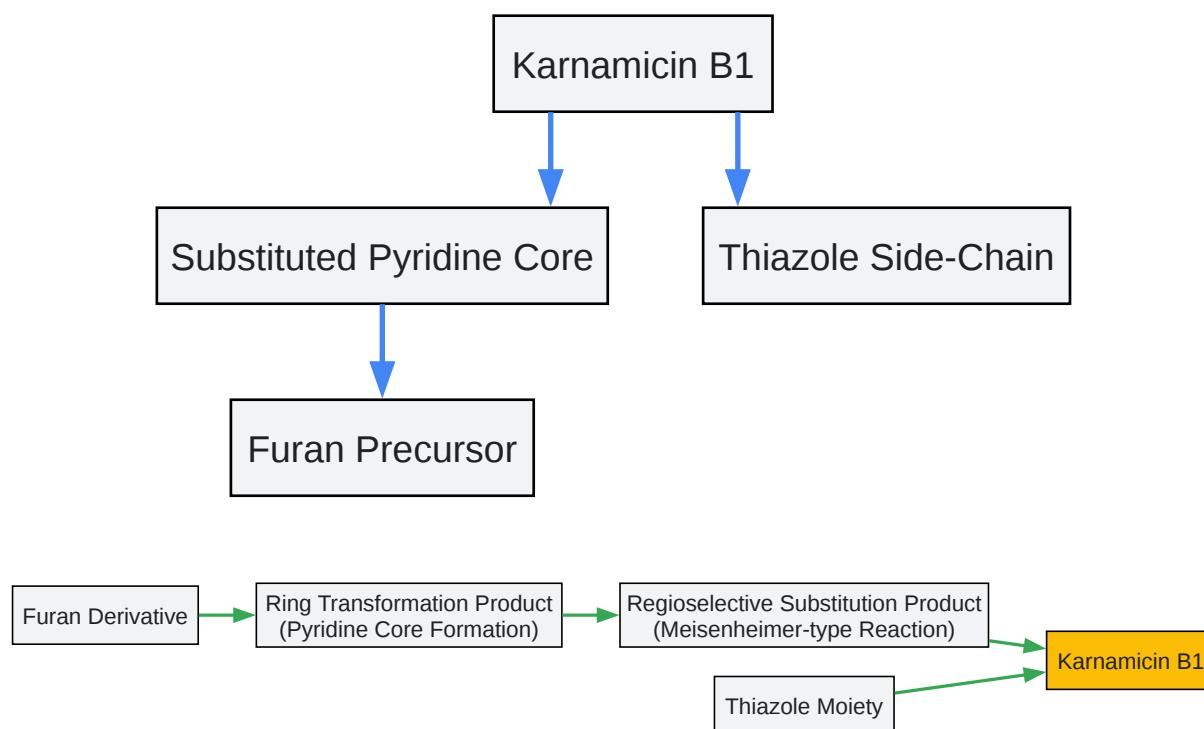 Karnamicin B1
Substituted Pyridine Core
Thiazole Side-Chain
Furan Precursor
Furan Derivative
Ring Transformation Product
(Pyridine Core Formation)
Regioselective Substitution Product
(Meisenheimer-type Reaction)
Karnamicin B1
Thiazole Moiety